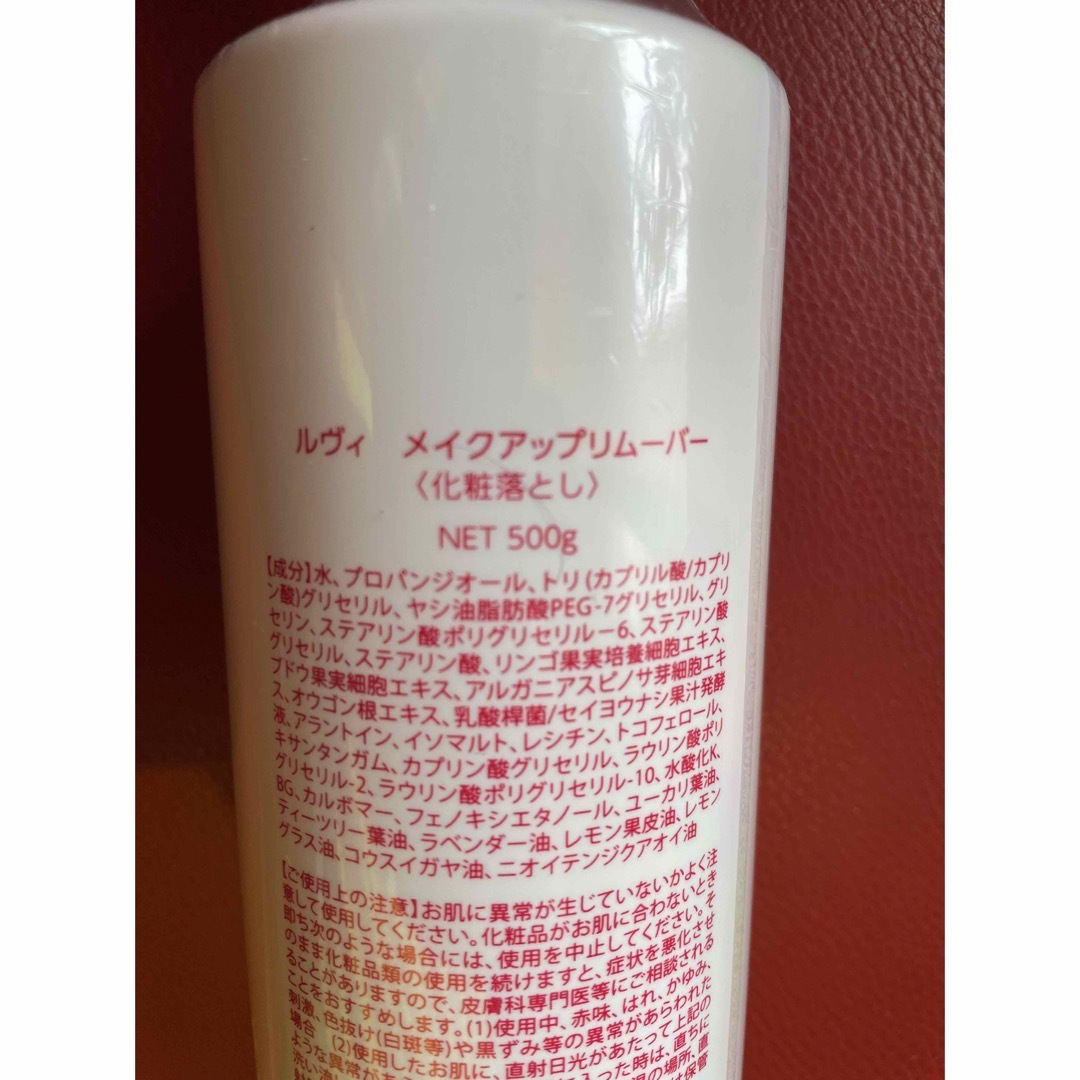 ルヴィ メイクアップリムーバー
〈化粧落とし〉
NET 500g
【成分】水、プロパンジオール、トリ(カプリル酸/カプリ
ン酸)グリセリル、ヤシ油脂肪酸PEG-7グリセリル、グリ
セリン、ステアリン酸ポリグリセリルー6、ステアリン酸
グリセリル、ステアリン酸、リンゴ果実培養細胞エキス、
ブドウ果実細胞エキス、アルガニアスピノサ芽細胞エキ
ス、オウゴン根エキス、乳酸桿菌/セイヨウナシ果汁発酵
液、アラントイン、イソマルト、レシチン、トコフェロール、
キサンタンガム、カプリン酸グリセリル、ラウリン酸ポリ
グリセリル-2、ラウリン酸ポリグリセリル-10、水酸化K、
BG、カルボマー、フェノキシエタノール、ユーカリ葉油、
ティーツリー葉油、ラベンダー油、レモン果皮油、レモン
グラス油、コウスイガヤ油、ニオイテンジクアオイ油
【ご使用上の注意】お肌に異常が生じていないかよく注
意して使用してください。化粧品がお肌に合わないとき
即ち次のような場合には、使用を中止してください。そ
のまま化粧品類の使用を続けますと、症状を悪化させ
ることがありますので、皮膚科専門医等にご相談される
ことをおすすめします。(1)使用中、赤味、はれ、かゆみ、
刺激、色抜け(白斑等)や黒ずみ等の異常があらわれた
場合 (2)使用したお肌に、直射日光があたって上記の
ような異常があ
に入った時は、直ちに
洗い流
温の場所、直
保管